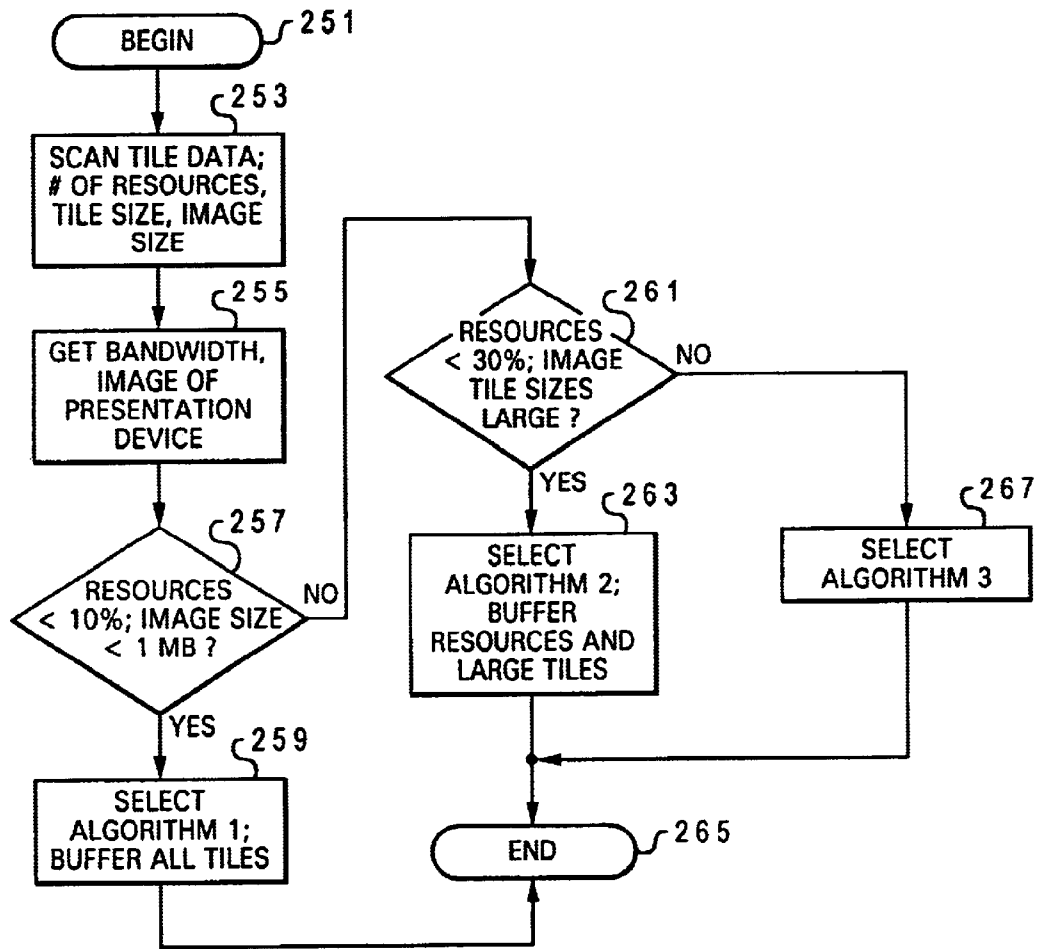 BEGIN
251
253
SCAN TILE DATA;
# OF RESOURCES,
TILE SIZE, IMAGE
SIZE
255
GET BANDWIDTH,
IMAGE OF
PRESENTATION
DEVICE
257
RESOURCES
< 10%; IMAGE SIZE
< 1 MB ?
NO
YES
259
SELECT
ALGORITHM 1;
BUFFER ALL TILES
261
RESOURCES
< 30%; IMAGE
TILE SIZES
LARGE ?
NO
YES
263
SELECT
ALGORITHM 2;
BUFFER
RESOURCES AND
LARGE TILES
267
SELECT
ALGORITHM 3
END
265